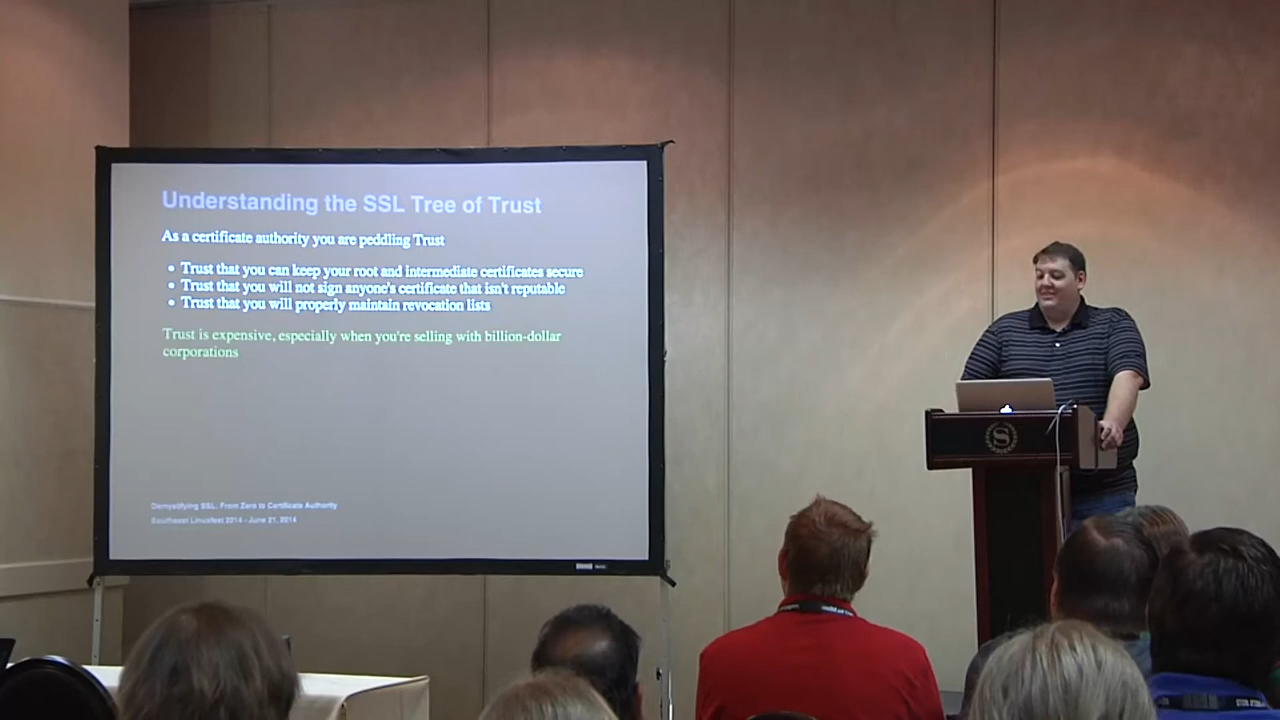 Understanding the SSL Tree of Trust
As a certificate authority you are peddling Trust
• Trust that you can keep your root and intermediate certificates secure
• Trust that you will not sign anyone's certificate that isn't reputable
• Trust that you will properly maintain revocation lists
Trust is expensive, especially when you're selling with billion-dollar
corporations
Demystifying SSL: From Zero to Certificate Authority
Southeast Linuxfest 2014 - June 21, 2014
S